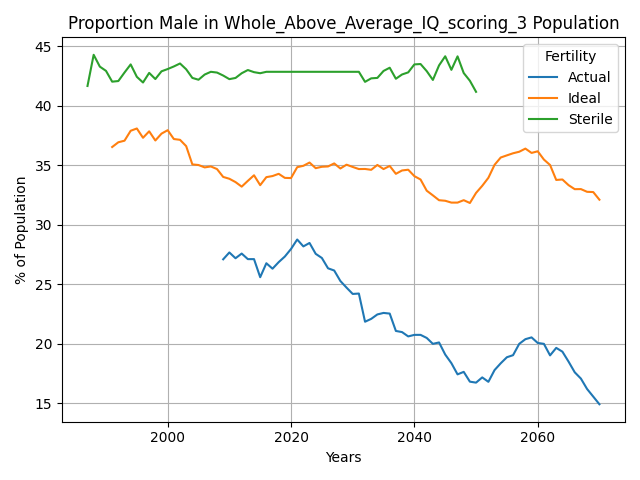 Proportion Male in Whole_Above_Average_IQ_scoring_3 Population
45
40
35
30
25
20
15
% of Population
Fertility
Actual
Ideal
Sterile
2000
2020
2040
2060
Years